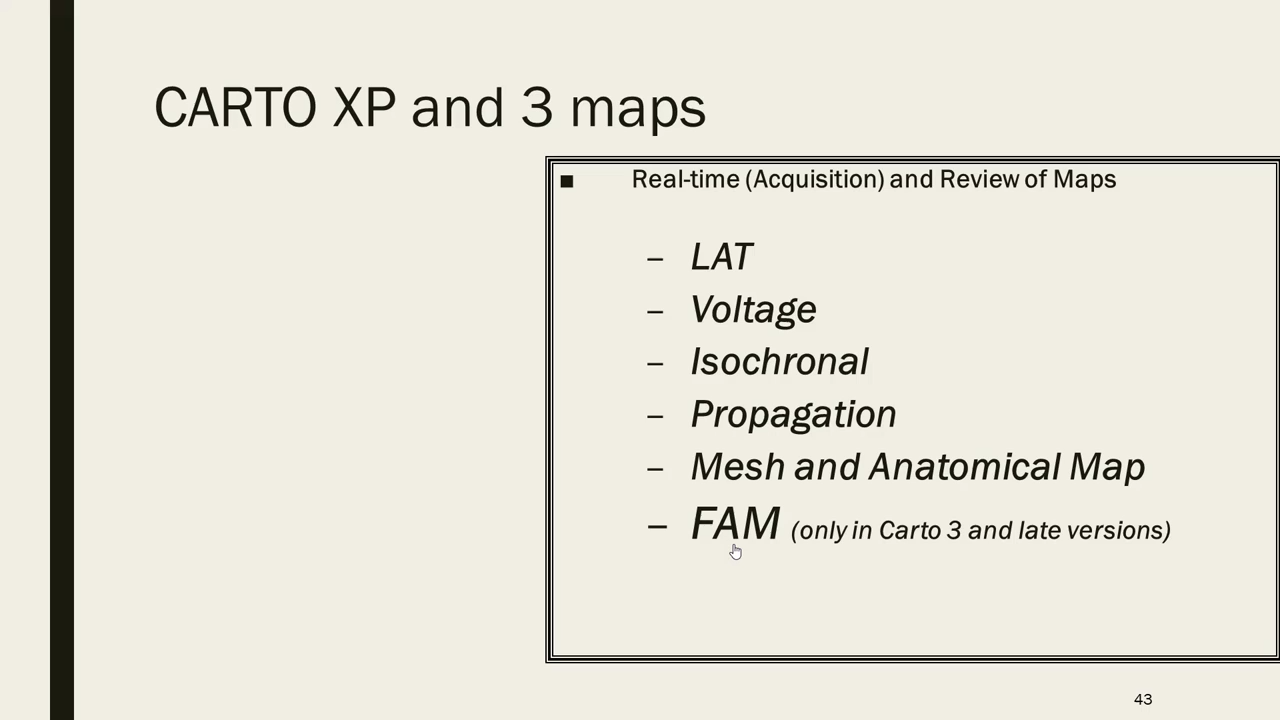 CARTO XP and 3 maps
■ Real-time (Acquisition) and Review of Maps
– LAT
– Voltage
– Isochronal
– Propagation
– Mesh and Anatomical Map
– FAM (only in Carto 3 and late versions)
43